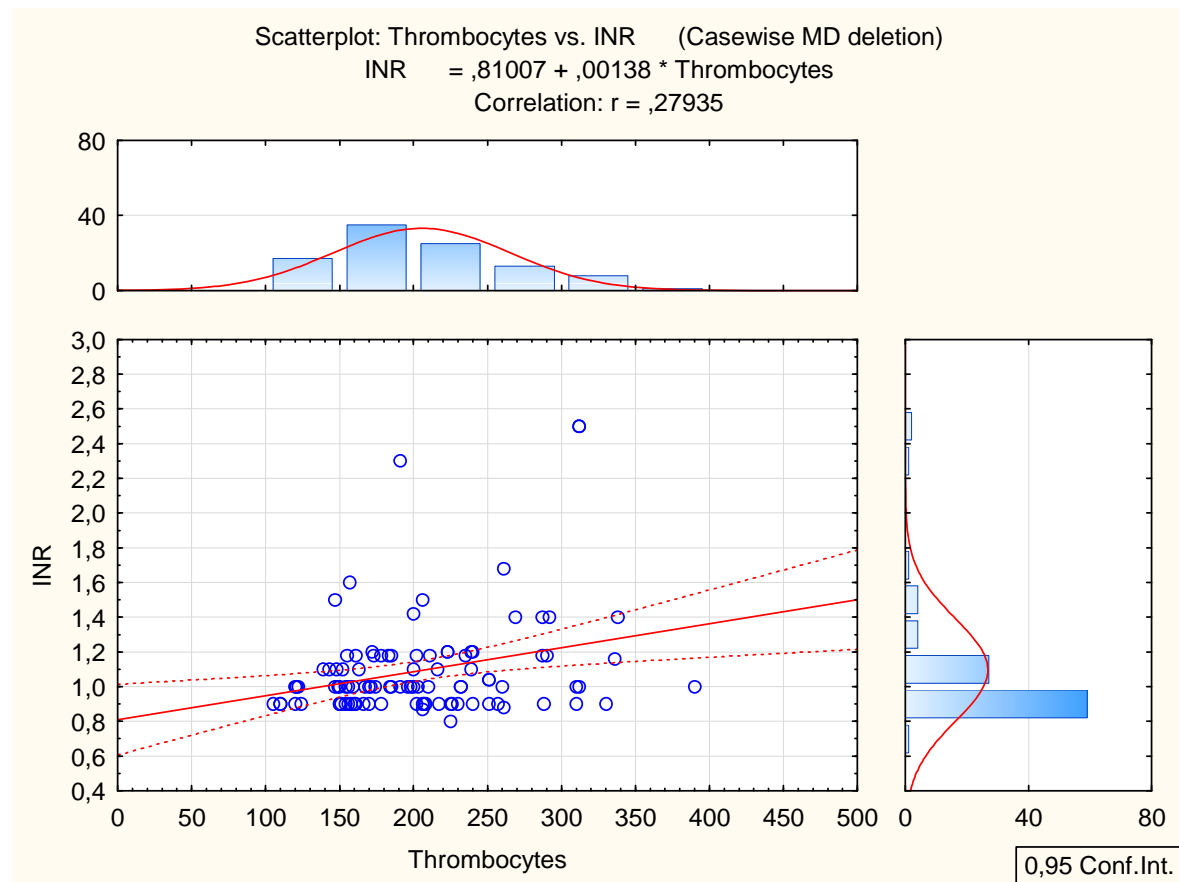 Scatterplot: Thrombocytes vs. INR (Casewise MD deletion)
INR = ,81007 + ,00138 * Thrombocytes
Correlation: r = ,27935
80
40
0
3,0
2,8
2,6
2,4
2,2
2,0
1,8
1,6
1,4
1,2
1,0
0,8
0,6
0,4
INR
0 50 100 150 200 250 300 350 400 450 500
Thrombocytes
0 40 80
0,95 Conf.Int.